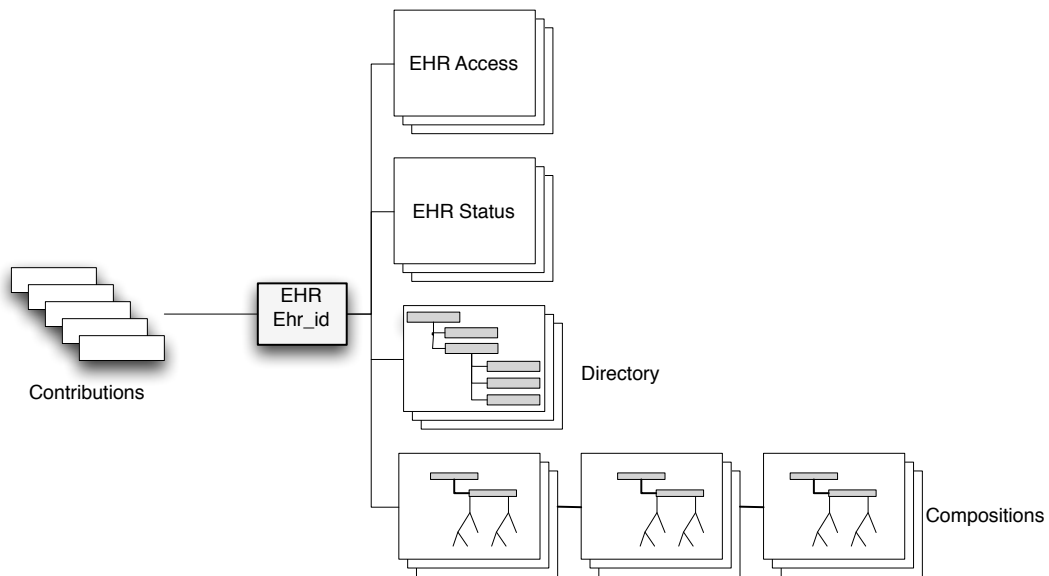 EHR Access
EHR Status
EHR
Ehr_id
Contributions
Directory
Compositions